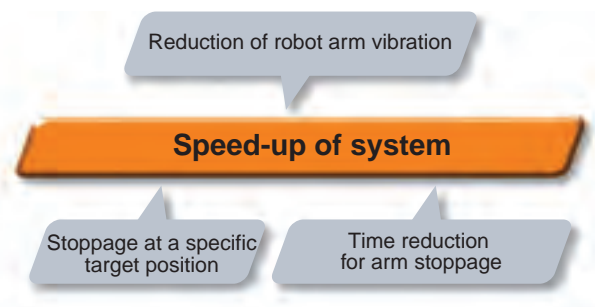 Reduction of robot arm vibration
Speed-up of system
Stoppage at a specific
target position
Time reduction
for arm stoppage